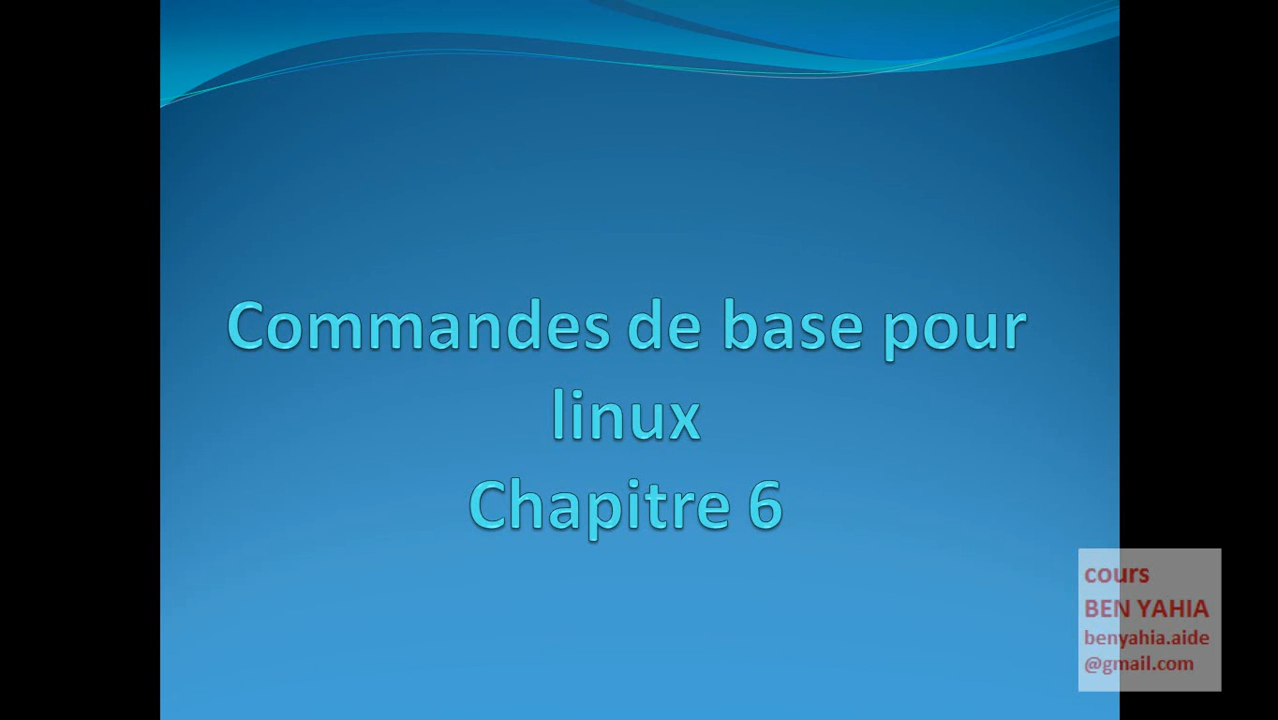 Commandes de base pour
linux
Chapitre 6
cours
BEN YAHIA
benyahia.aide
@gmail.com